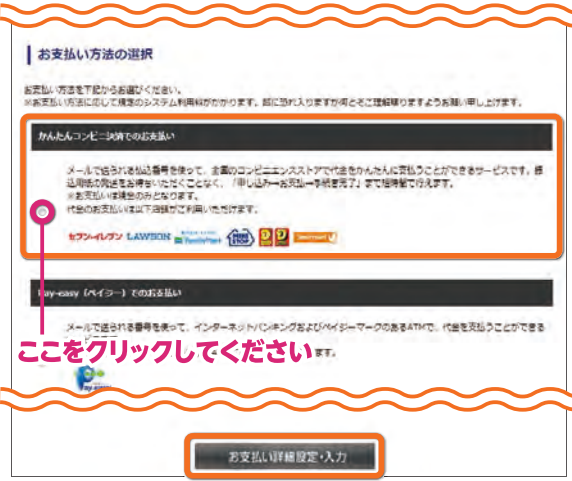 お支払い方法の選択
お支払い方法を下記からお選びください。
※お支払い方法に応じて規定のシステム利用料がかかります。誠に恐れ入りますが何とぞご理解賜りますようお願い申し上げます。
かんたんコンビニ決済でのお支払い
メールで送られる払込番号を使って、全国のコンビニエンスストアで代金をかんたんに支払うことができるサービスです。振
込用紙の発送をお待ちいただくことなく、「申し込み→お支払→手続き完了」まで短時間で行えます。
※お支払いは現金のみとなります。
代金のお支払いは以下店舗がご利用いただけます。
セブン-イレブン LAWSON FamilyMart MINI STOP
Pay-easy（ペイジー）でのお支払い
メールで送られる番号を使って、インターネットバンキングおよびペイジーマークのあるATMで、代金を支払うことができる
ここをクリックしてください
ます。
お支払い詳細設定・入力